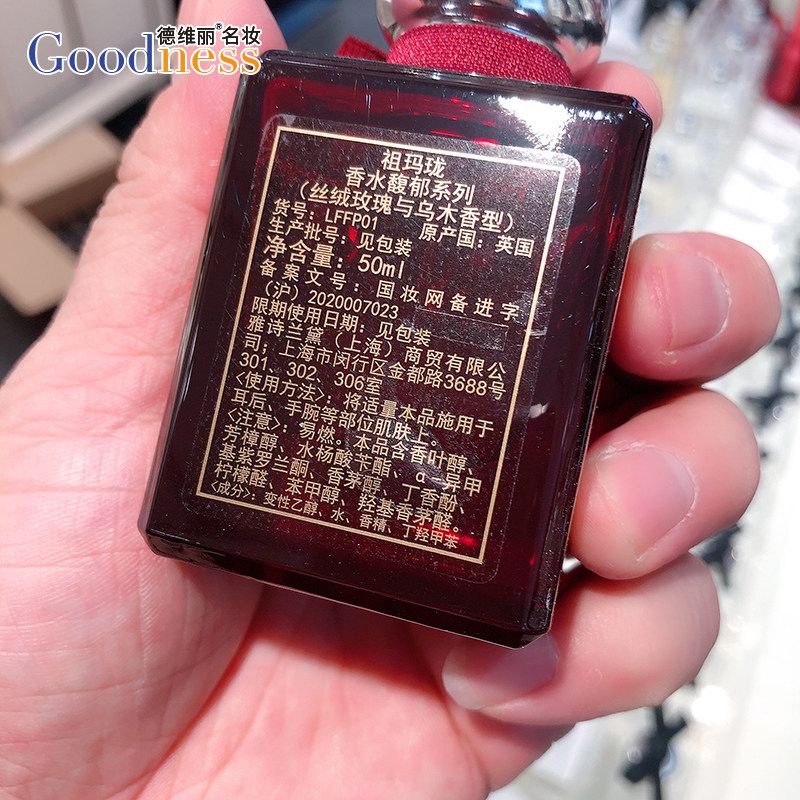 德维丽®名妆
Goodness
祖玛珑
香水馥郁系列
（丝绒玫瑰与乌木香型）
货号：LFFP01 原产国：英国
生产批号：见包装
净含量：50ml
备案文号：国妆网备进字
（沪）2020007023
限期使用日期：见包装
雅诗兰黛（上海）商贸有限公
司；上海市闵行区金都路3688号
301、302、306室
<使用方法>：将适量本品施用于
耳后、手腕等部位肌肤上。
<注意>：易燃。本品含香叶醇、
芳樟醇、水杨酸苄酯、α-异甲
基紫罗兰酮、香茅醇、丁香酚、
柠檬醛、苯甲醇、羟基香茅醛。
<成分>：变性乙醇、水、香精、丁羟甲苯